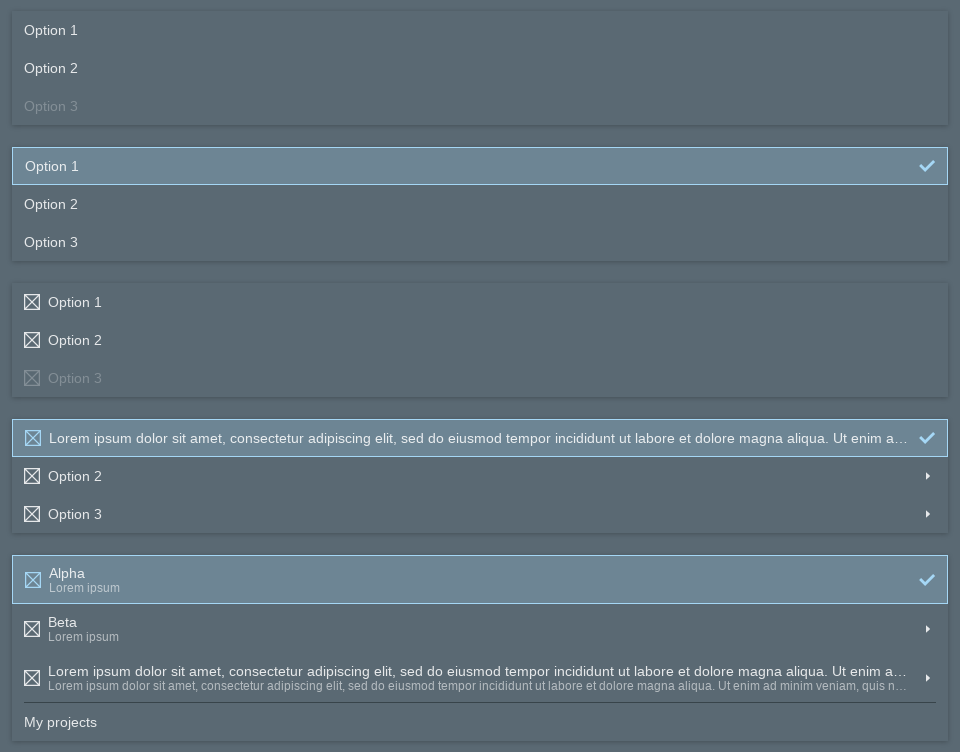 Option 1
Option 2
Option 3
Option 1
Option 2
Option 3
Option 1
Option 2
Option 3
Lorem ipsum dolor sit amet, consectetur adipiscing elit, sed do eiusmod tempor incididunt ut labore et dolore magna aliqua. Ut enim a…
Option 2
Option 3
Alpha
Lorem ipsum
Beta
Lorem ipsum
Lorem ipsum dolor sit amet, consectetur adipiscing elit, sed do eiusmod tempor incididunt ut labore et dolore magna aliqua. Ut enim a…
Lorem ipsum dolor sit amet, consectetur adipiscing elit, sed do eiusmod tempor incididunt ut labore et dolore magna aliqua. Ut enim ad minim veniam, quis n…
My projects